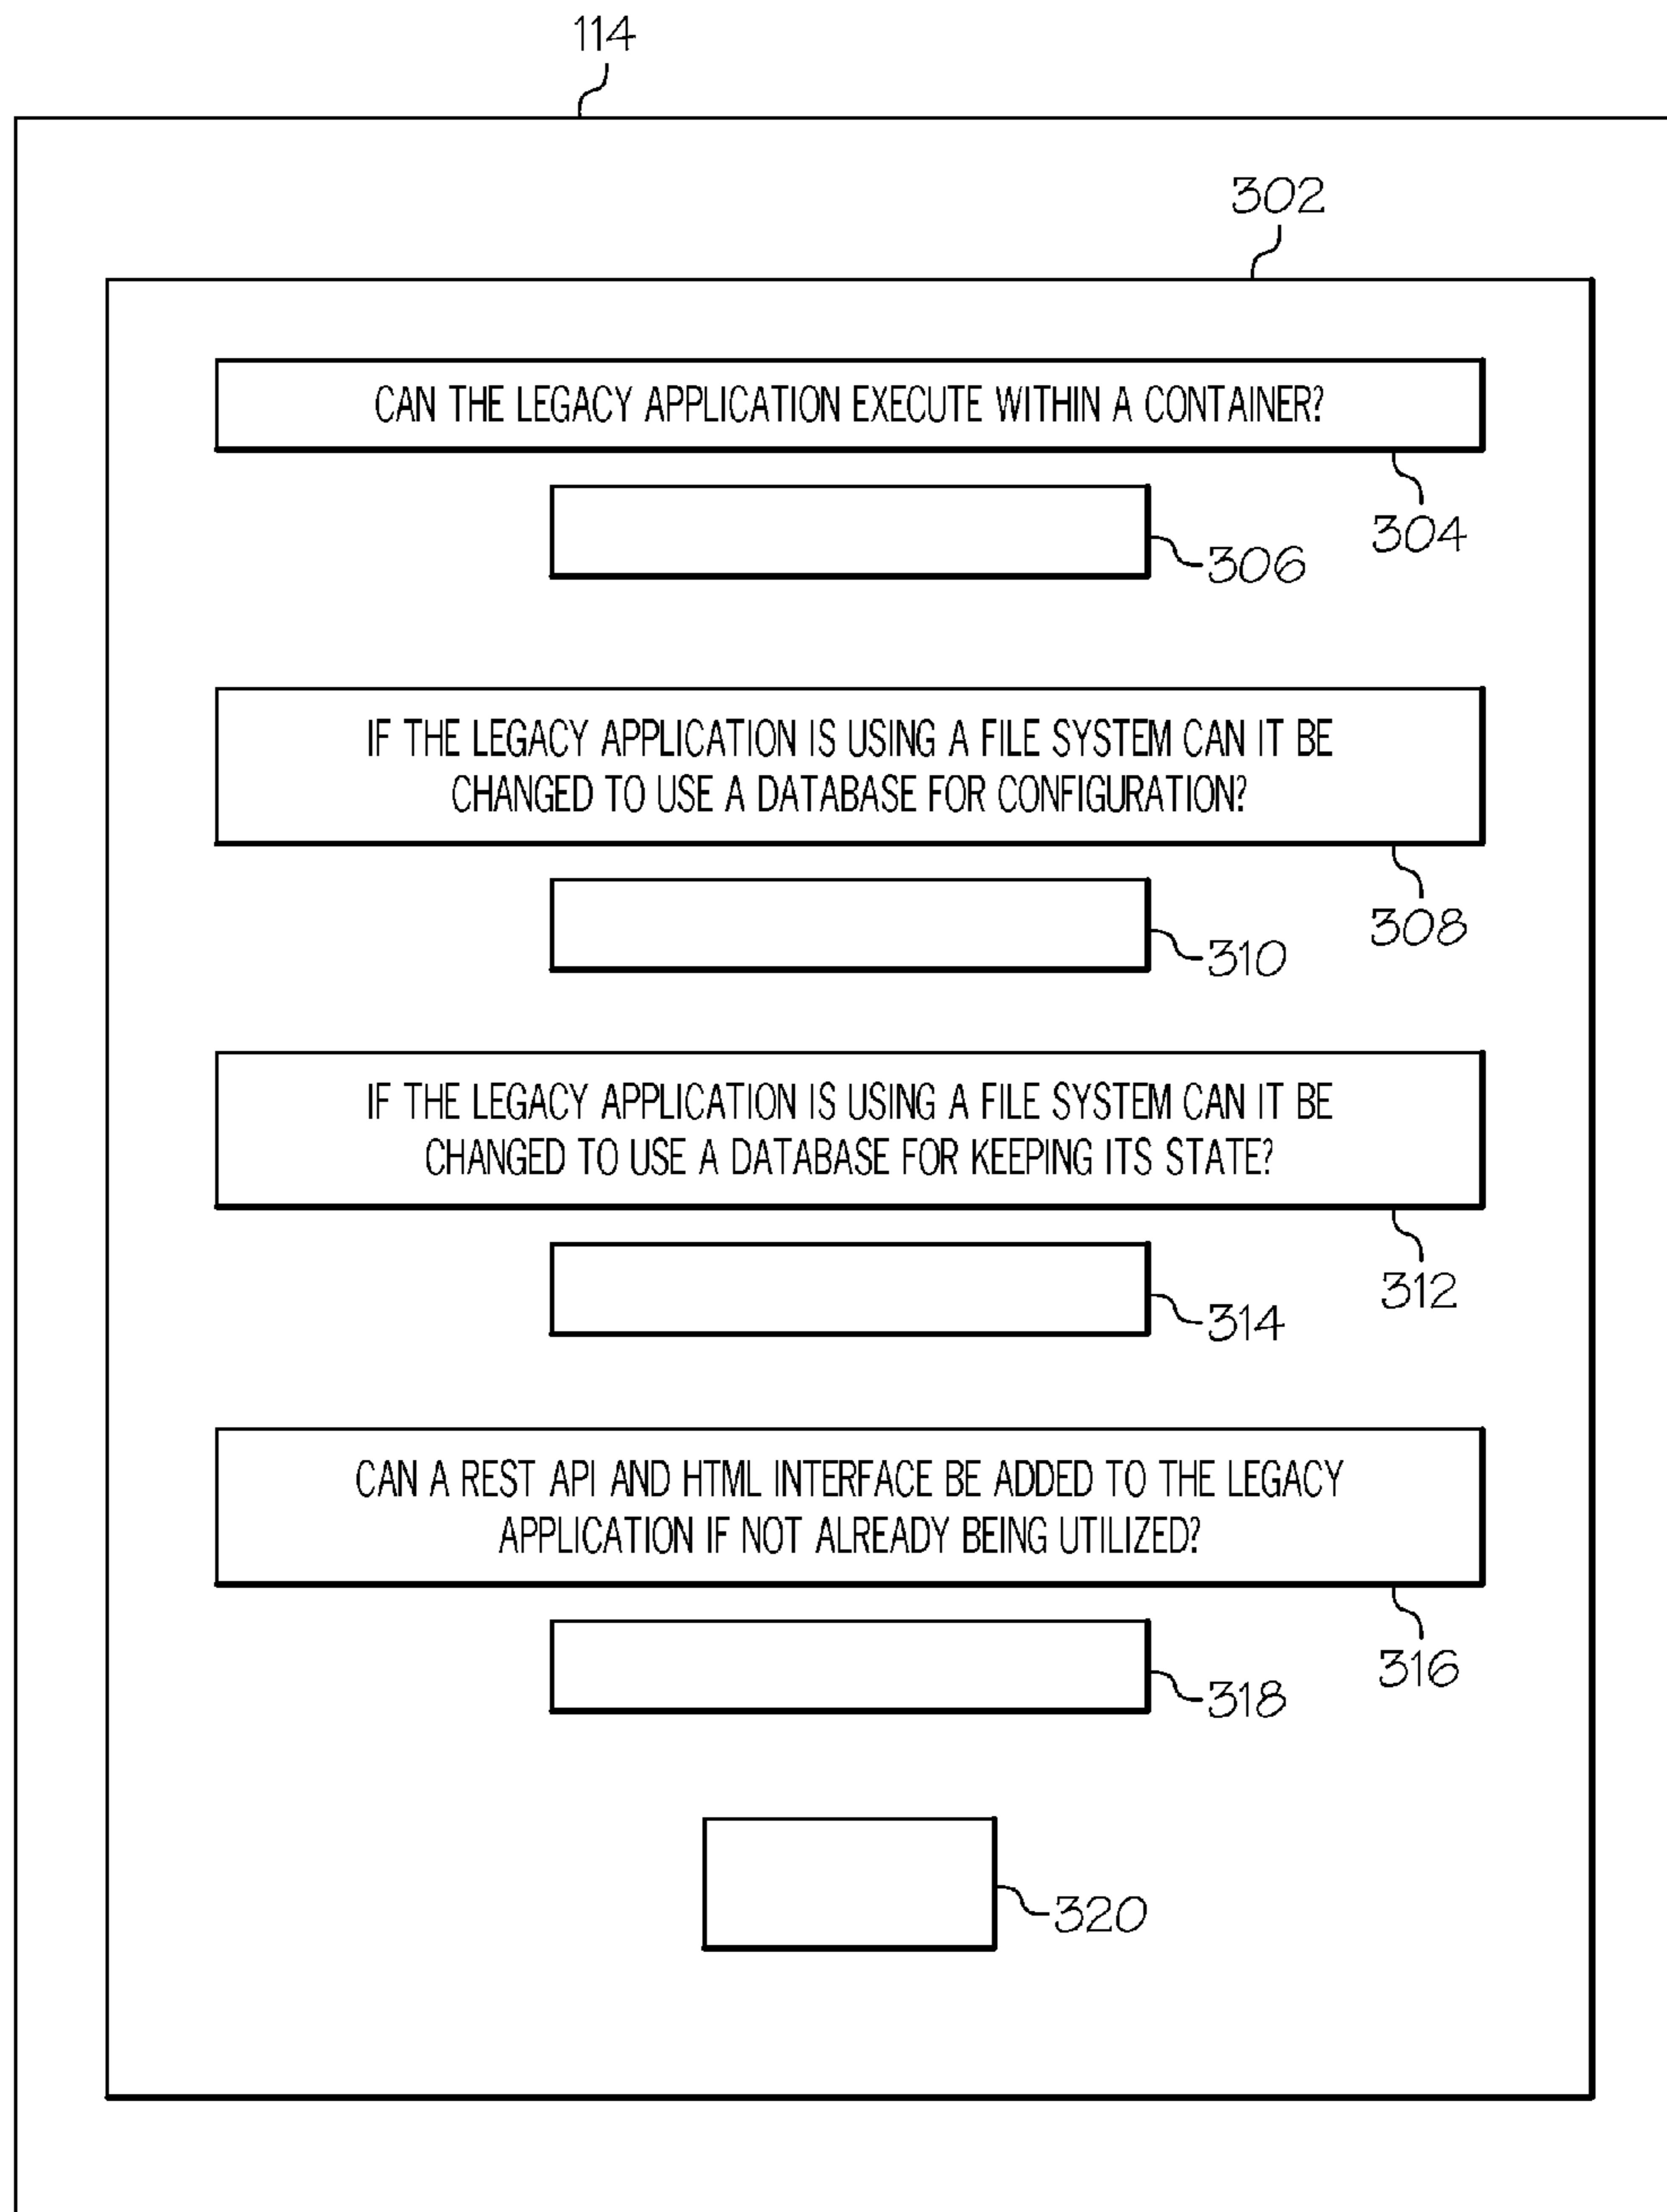 114
302
CAN THE LEGACY APPLICATION EXECUTE WITHIN A CONTAINER?
304
306
IF THE LEGACY APPLICATION IS USING A FILE SYSTEM CAN IT BE
CHANGED TO USE A DATABASE FOR CONFIGURATION?
308
310
IF THE LEGACY APPLICATION IS USING A FILE SYSTEM CAN IT BE
CHANGED TO USE A DATABASE FOR KEEPING ITS STATE?
312
314
CAN A REST API AND HTML INTERFACE BE ADDED TO THE LEGACY
APPLICATION IF NOT ALREADY BEING UTILIZED?
316
318
320